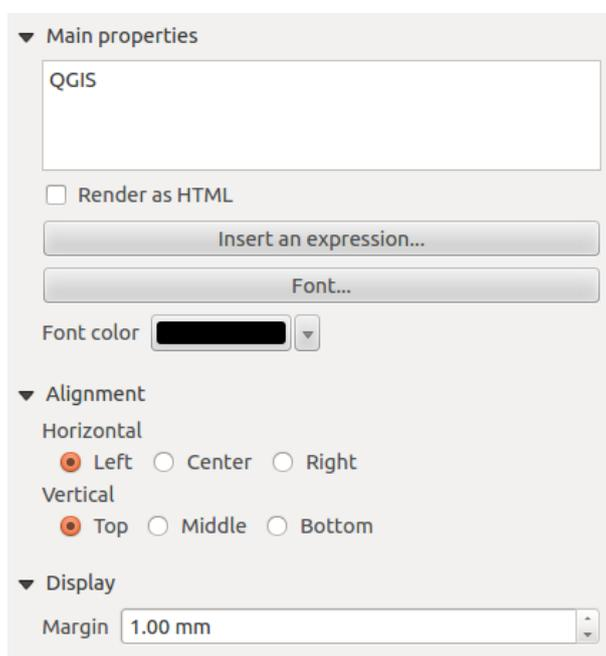 Main properties
QGIS
Render as HTML
Insert an expression...
Font...
Font color
Alignment
Horizontal
Left Center Right
Vertical
Top Middle Bottom
Display
Margin 1.00 mm